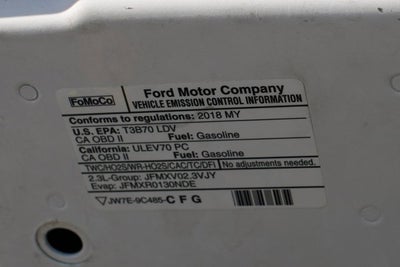 FoMoCo
Ford Motor Company
VEHICLE EMISSION CONTROL INFORMATION
Conforms to regulations: 2018 MY
U.S. EPA: T3B70 LDV
CA OBD II Fuel: Gasoline
California: ULEV70 PC
CA OBD II Fuel: Gasoline
TWC/HO2S/WR-HO2S/CAC/TC/DFI No adjustments needed.
2.3L-Group: JFMXV02.3VJY
Evap: JFMXR0130NDE
JW7E-9C485-CFG